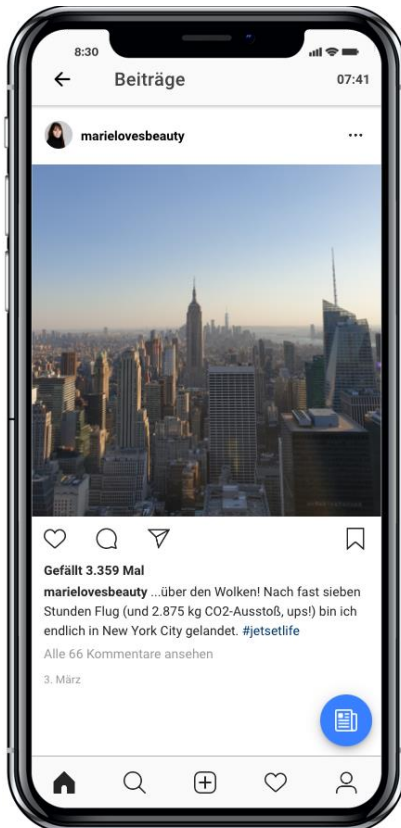 8:30
Beiträge
07:41
marielovesbeauty
Gefällt 3.359 Mal
marielovesbeauty ...über den Wolken! Nach fast sieben
Stunden Flug (und 2.875 kg CO2-Ausstoß, ups!) bin ich
endlich in New York City gelandet. #jetsetlife
Alle 66 Kommentare ansehen
3. März